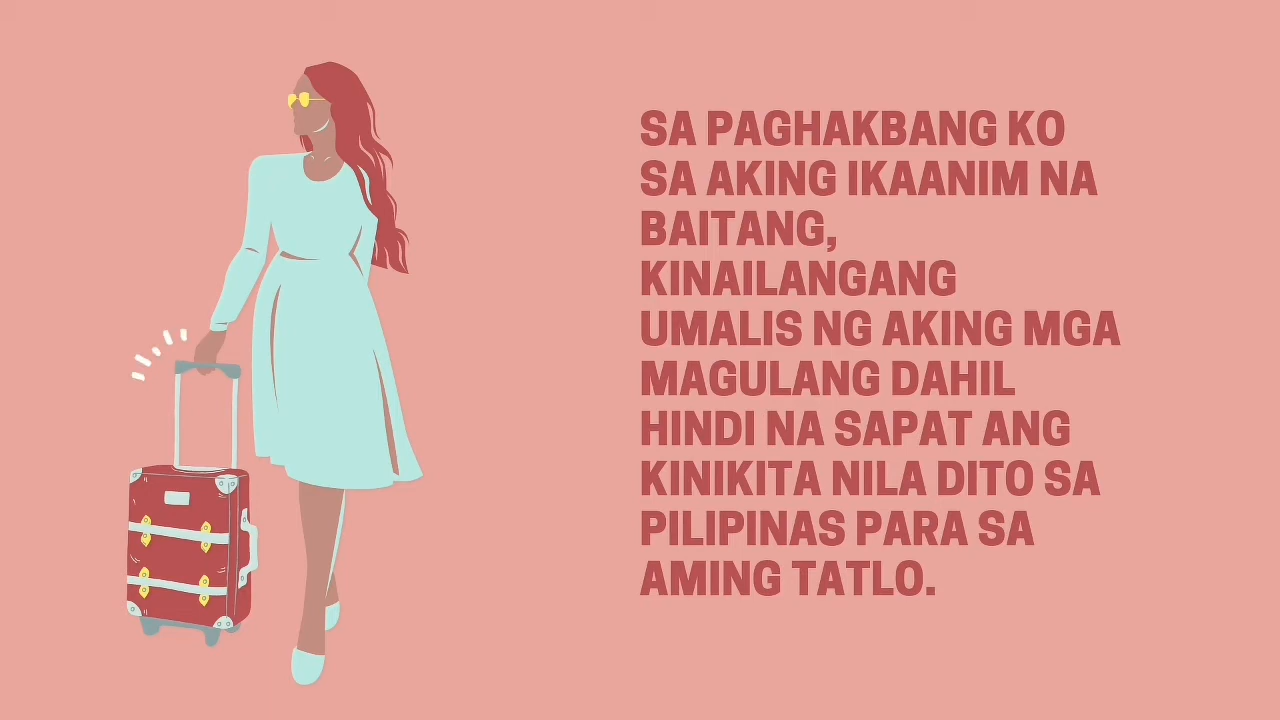 SA PAGHAKBANG KO
SA AKING IKAANIM NA
BAITANG,
KINAILANGANG
UMALIS NG AKING MGA
MAGULANG DAHIL
HINDI NA SAPAT ANG
KINIKITA NILA DITO SA
PILIPINAS PARA SA
AMING TATLO.